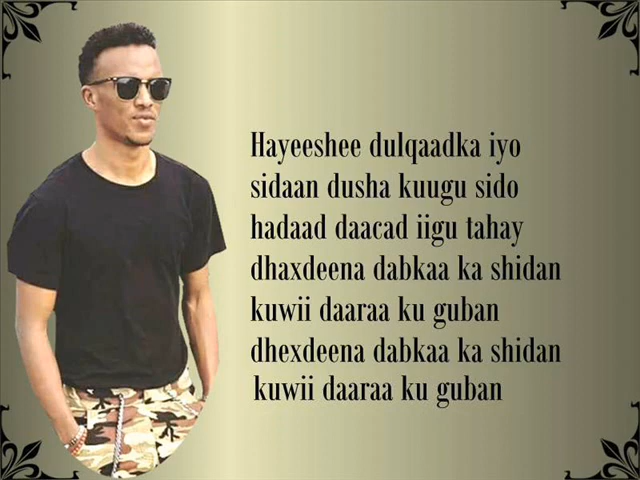 Hayeeshee dulqaadka iyo
sidaan dusha kuugu sido
hadaad daacad iigu tahay
dhaxdeena dabkaa ka shidan
kuwii daaraa ku guban
dhexdeena dabkaa ka shidan
kuwii daaraa ku guban